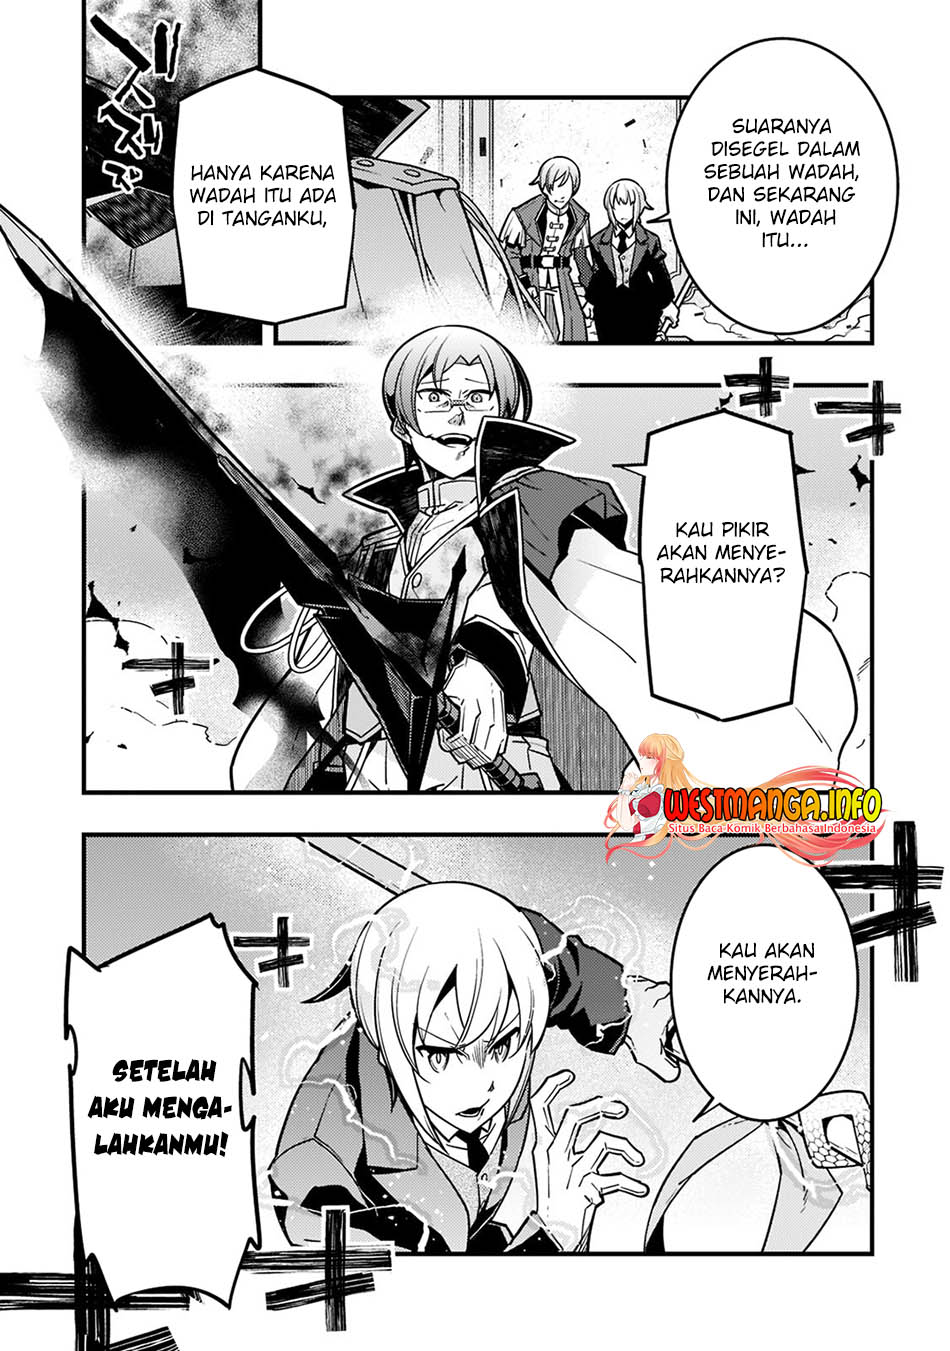 SUARANYA
DISEGEL DALAM
SEBUAH WADAH,
DAN SEKARANG
INI, WADAH
ITU...
HANYA KARENA
WADAH ITU ADA
DI TANGANKU,
KAU PIKIR
AKAN MENYE-
RAHKANNYA?
WESTMANGA.INFO
Situs Baca Komik Berbahasa Indonesia
KAU AKAN
MENYERAH-
KANNYA.
SETELAH
AKU MENGA-
LAHKANMU!